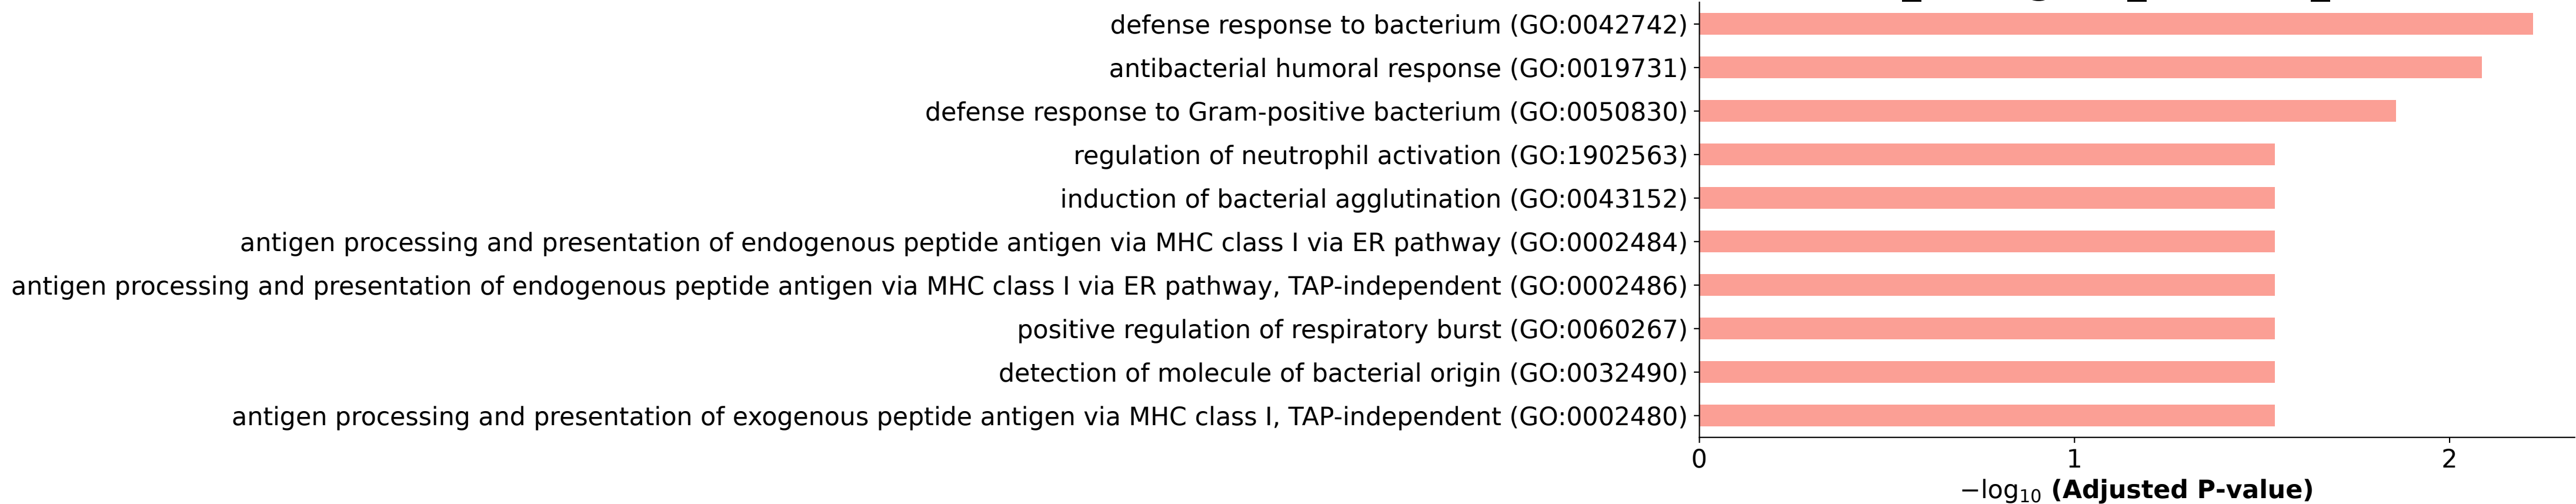 defense response to bacterium (GO:0042742)
antibacterial humoral response (GO:0019731)
defense response to Gram-positive bacterium (GO:0050830)
regulation of neutrophil activation (GO:1902563)
induction of bacterial agglutination (GO:0043152)
antigen processing and presentation of endogenous peptide antigen via MHC class I via ER pathway (GO:0002484)
antigen processing and presentation of endogenous peptide antigen via MHC class I via ER pathway, TAP-independent (GO:0002486)
positive regulation of respiratory burst (GO:0060267)
detection of molecule of bacterial origin (GO:0032490)
antigen processing and presentation of exogenous peptide antigen via MHC class I, TAP-independent (GO:0002480)
0 1 2
−log₁₀ (Adjusted P-value)